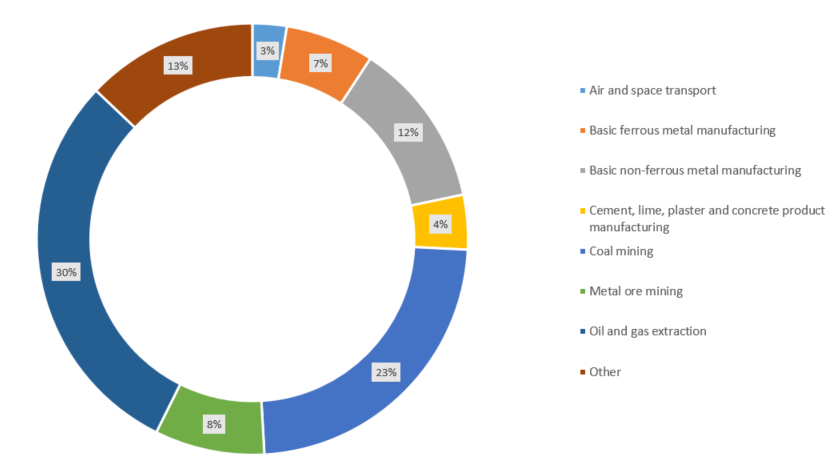 3%
7%
12%
4%
23%
8%
30%
13%
Air and space transport
Basic ferrous metal manufacturing
Basic non-ferrous metal manufacturing
Cement, lime, plaster and concrete product
manufacturing
Coal mining
Metal ore mining
Oil and gas extraction
Other